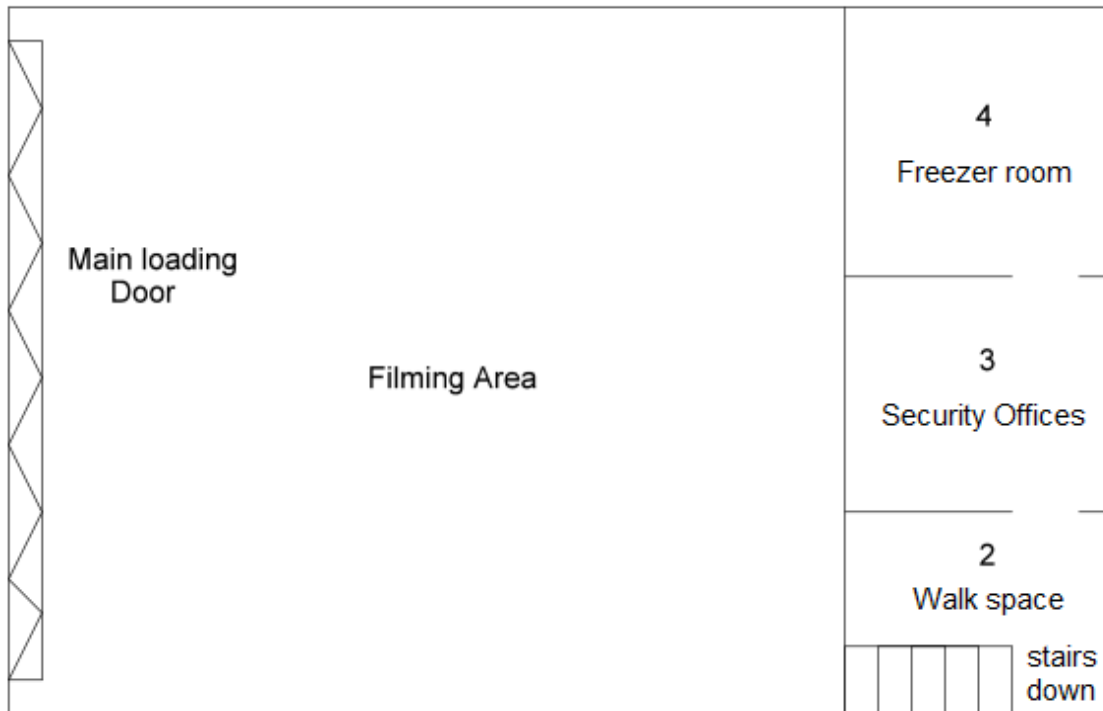 4
Freezer room
Main loading
Door
Filming Area
3
Security Offices
2
Walk space
stairs
down